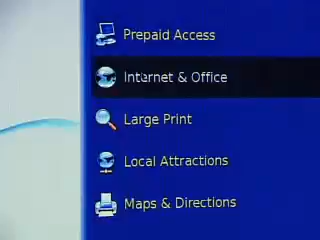 Prepaid Access
Internet & Office
Large Print
Local Attractions
Maps & Directions